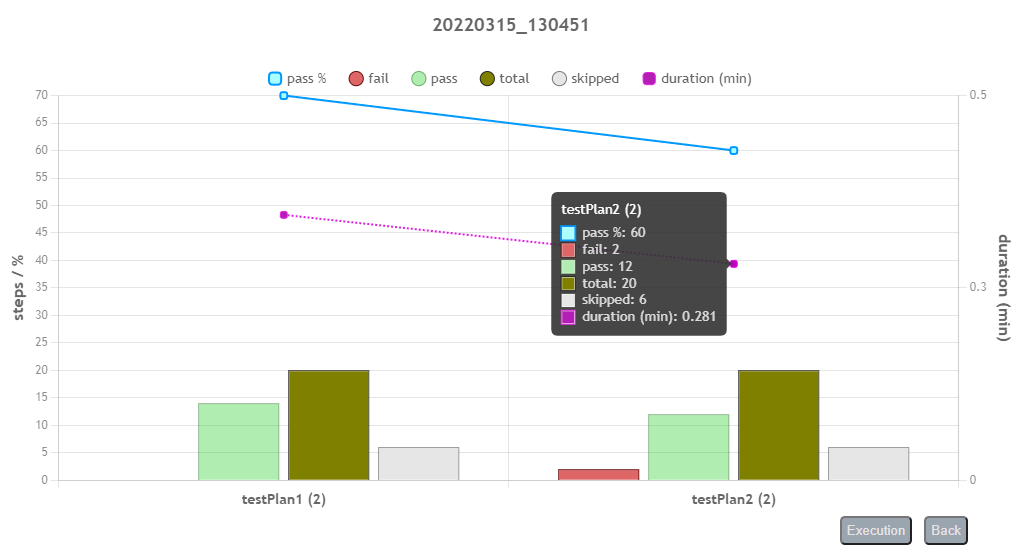 20220315_130451
pass % fail pass total skipped duration (min)
70
65
60
55
50
45
40
35
30
25
20
15
10
5
0
steps / %
0.5
0.3
0
duration (min)
testPlan2 (2)
pass %: 60
fail: 2
pass: 12
total: 20
skipped: 6
duration (min): 0.281
testPlan1 (2) testPlan2 (2)
Execution Back